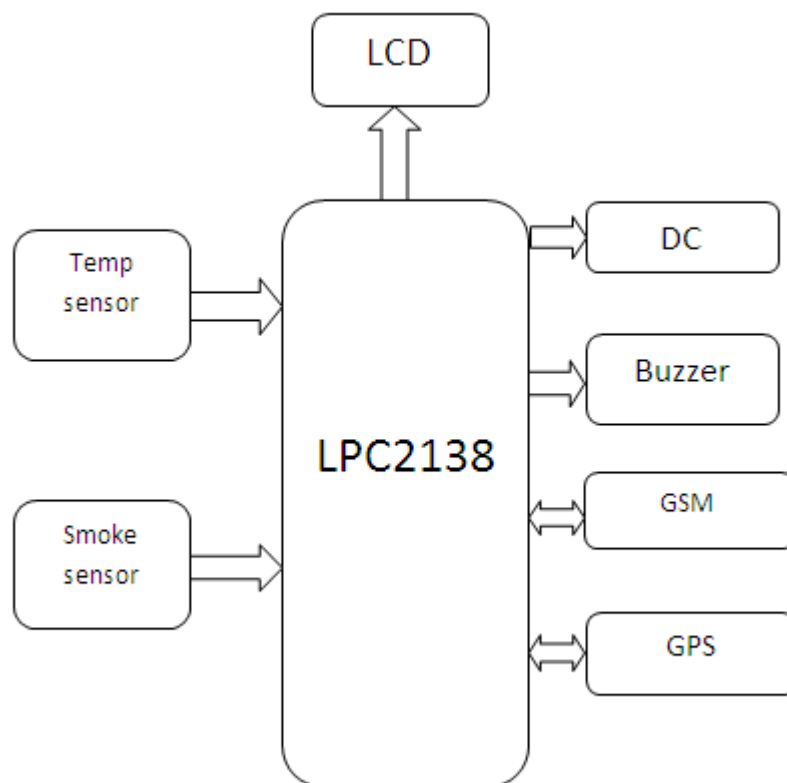 LCD
Temp
sensor
DC
Buzzer
LPC2138
GSM
Smoke
sensor
GPS